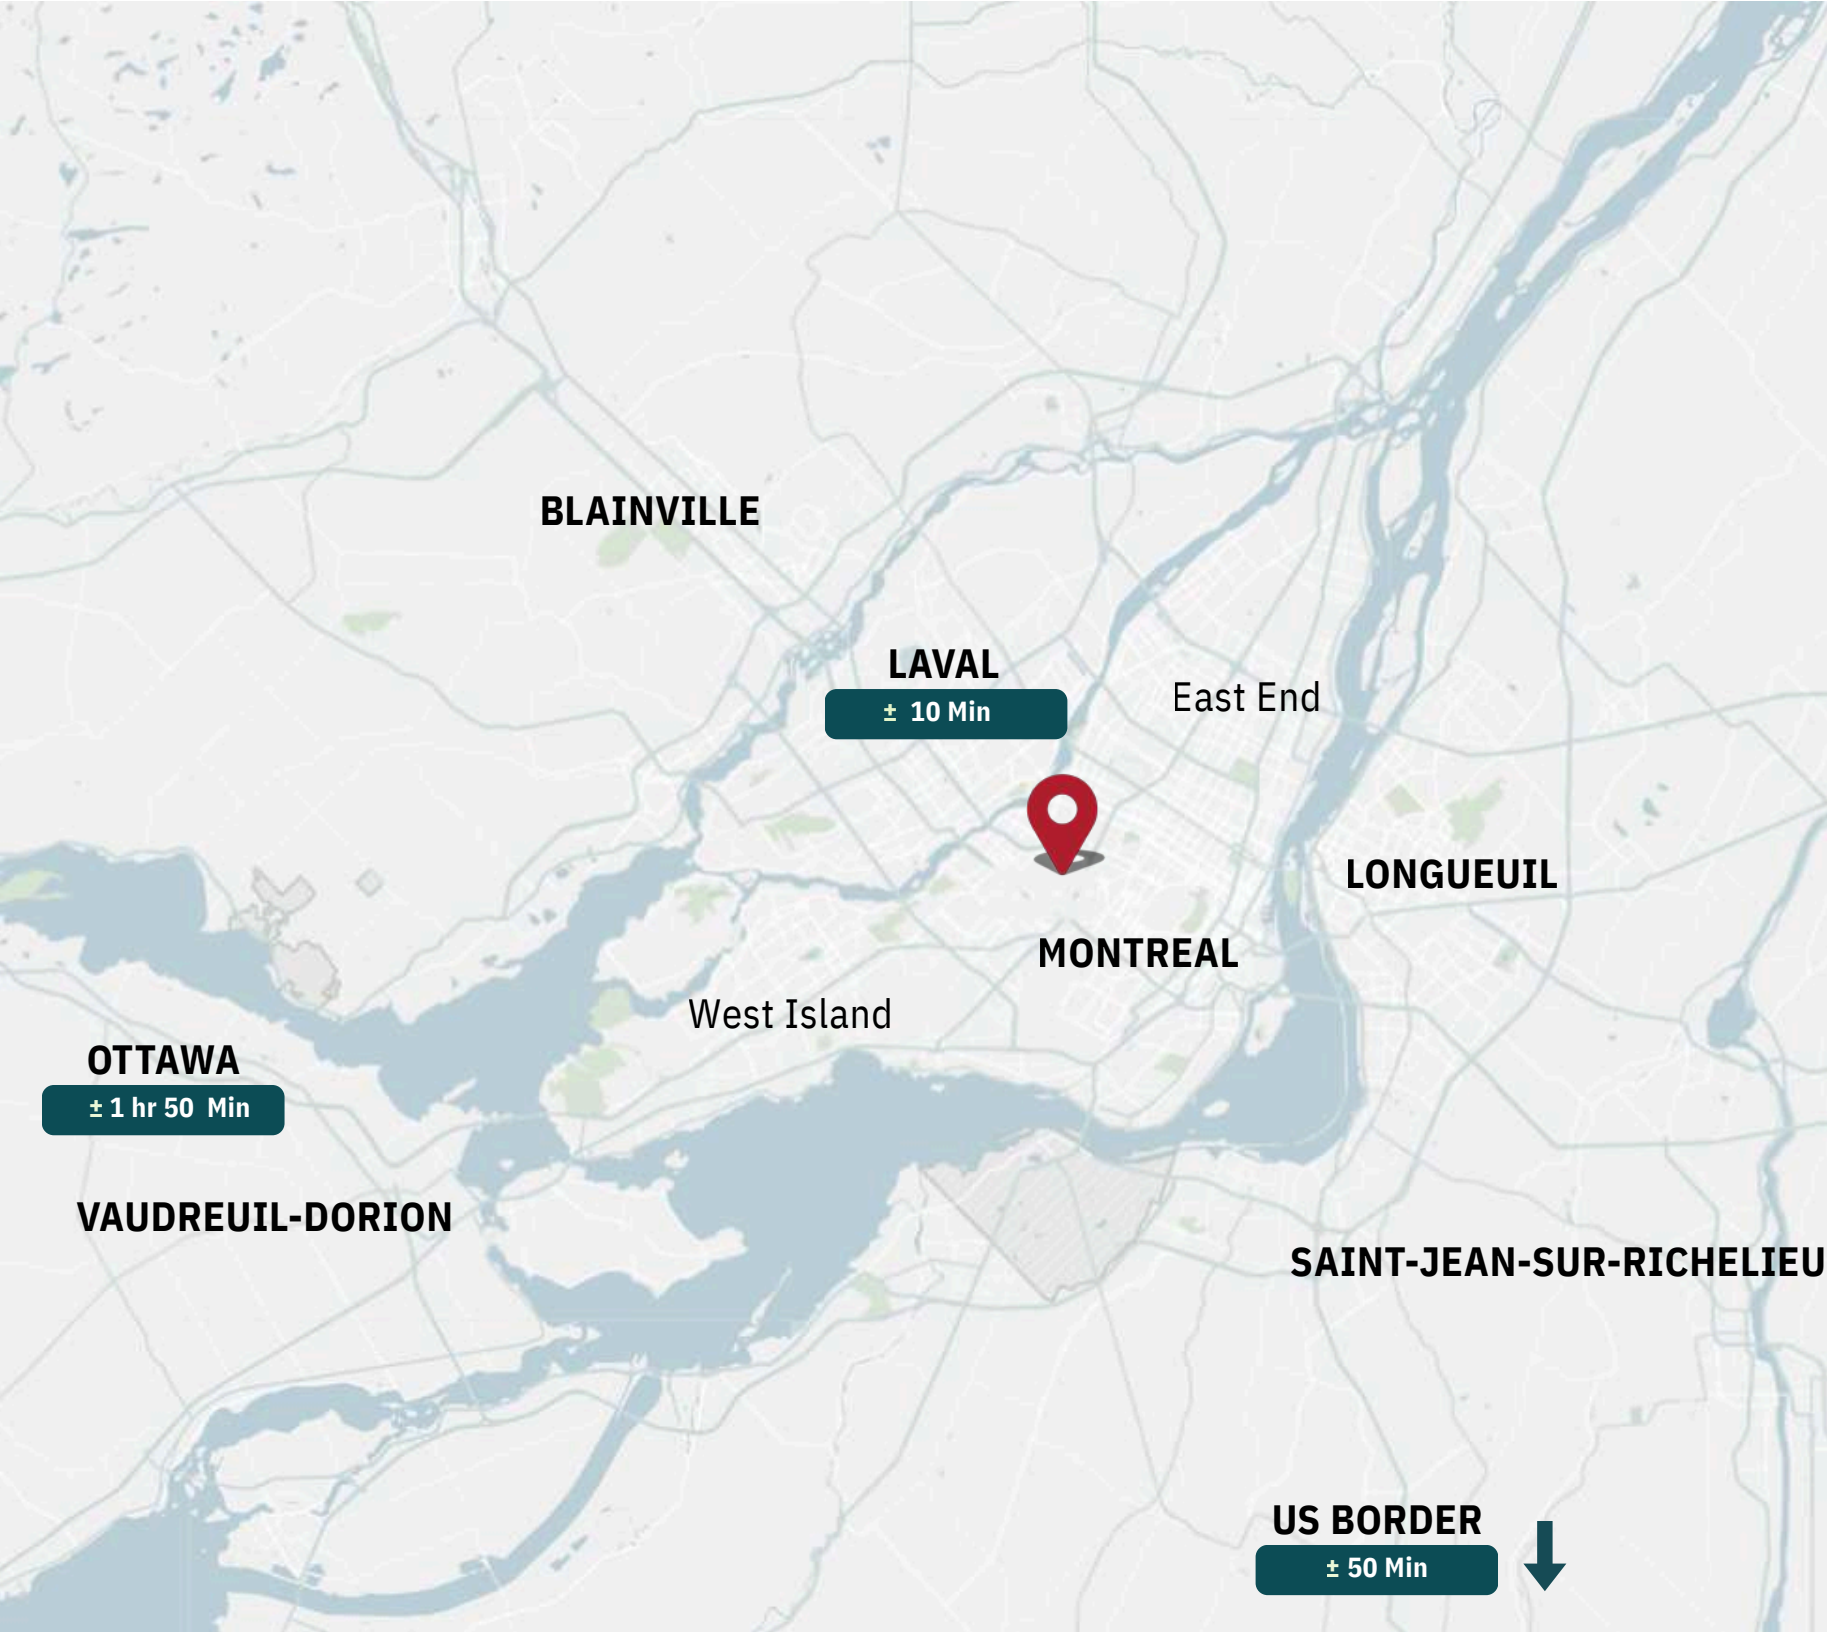 BLAINVILLE
LAVAL
± 10 Min
East End
LONGUEUIL
MONTREAL
West Island
OTTAWA
± 1 hr 50 Min
VAUDREUIL-DORION
SAINT-JEAN-SUR-RICHELIEU
US BORDER
± 50 Min